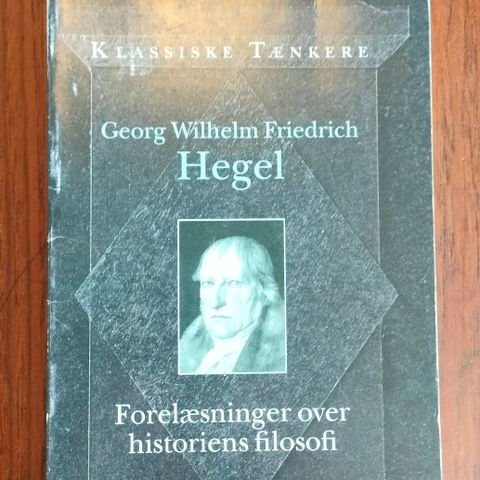 Klassiske Tænkere
Georg Wilhelm Friedrich
Hegel
Forelæsninger over
historiens filosofi